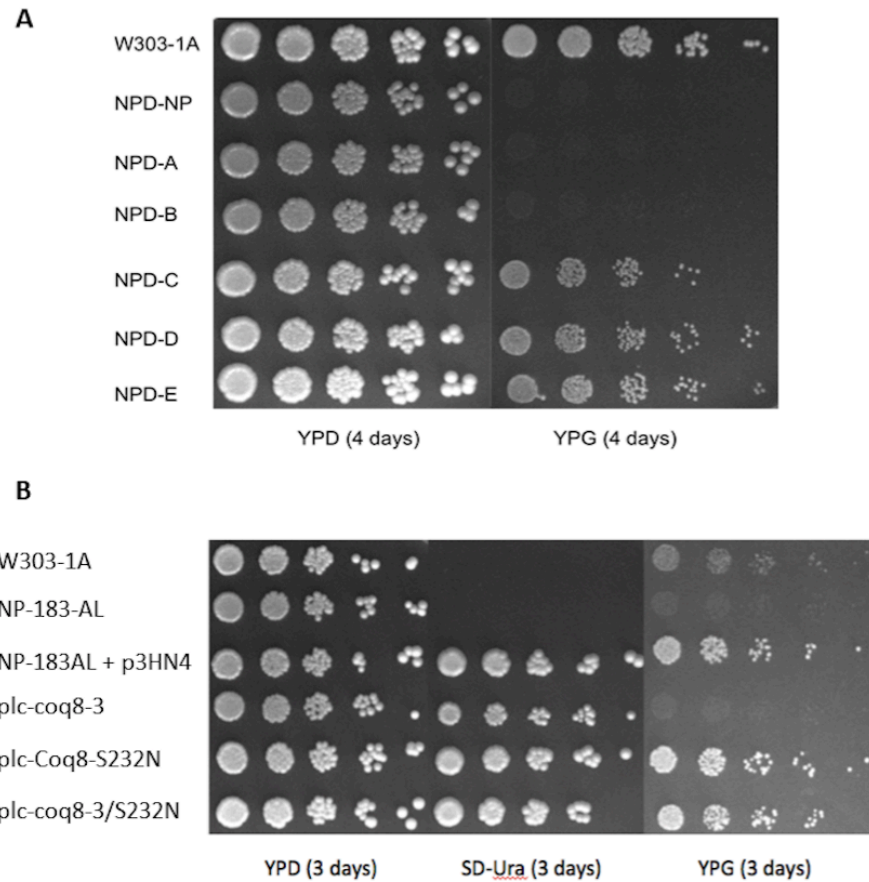 A
W303-1A
NPD-NP
NPD-A
NPD-B
NPD-C
NPD-D
NPD-E
YPD (4 days) YPG (4 days)
B
W303-1A
NP-183-AL
NP-183AL + p3HN4
plc-coq8-3
plc-Coq8-S232N
plc-coq8-3/S232N
YPD (3 days) SD-Ura (3 days) YPG (3 days)